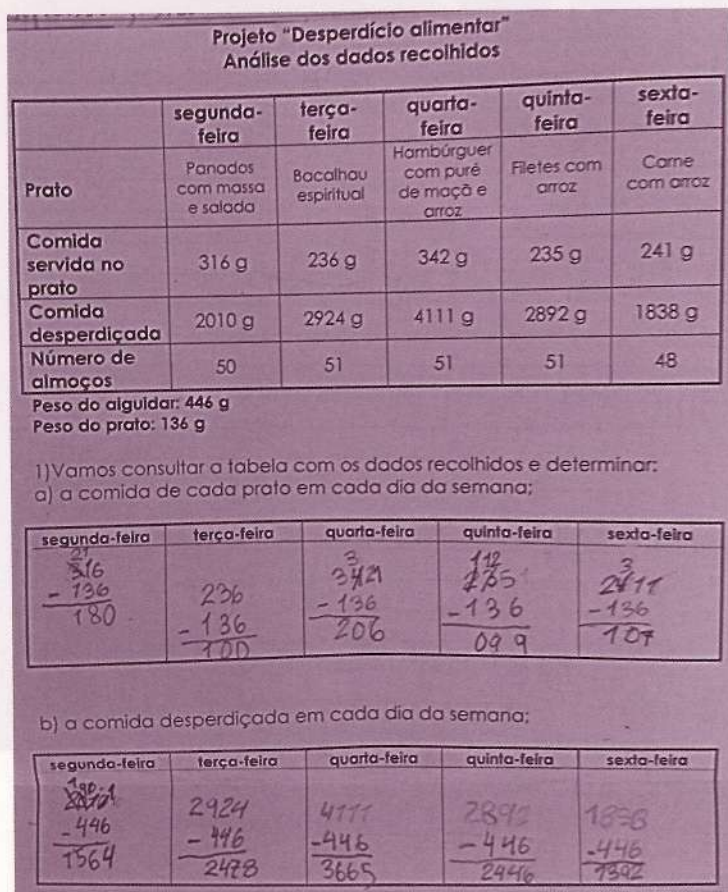 Projeto "Desperdício alimentar"
Análise dos dados recolhidos
segunda-feira terça-feira quarta-feira quinta-feira sexta-feira
Prato Panados com massa e salada Bacalhau espiritual Hambúrguer com puré de maçã e arroz Filetes com arroz Carne com arroz
Comida servida no prato 316 g 236 g 342 g 235 g 241 g
Comida desperdiçada 2010 g 2924 g 4111 g 2892 g 1838 g
Número de almoços 50 51 51 51 48
Peso do alguidar: 446 g
Peso do prato: 136 g
1)Vamos consultar a tabela com os dados recolhidos e determinar:
a) a comida de cada prato em cada dia da semana;
segunda-feira terça-feira quarta-feira quinta-feira sexta-feira
316 236 342 235 241
- 136 - 136 - 136 - 136 - 136
180 100 206 099 107
b) a comida desperdiçada em cada dia da semana;
segunda-feira terça-feira quarta-feira quinta-feira sexta-feira
2924 4111 2892 1838
- 446 - 446 - 446 - 446 - 446
1564 2478 3665 2446 1392